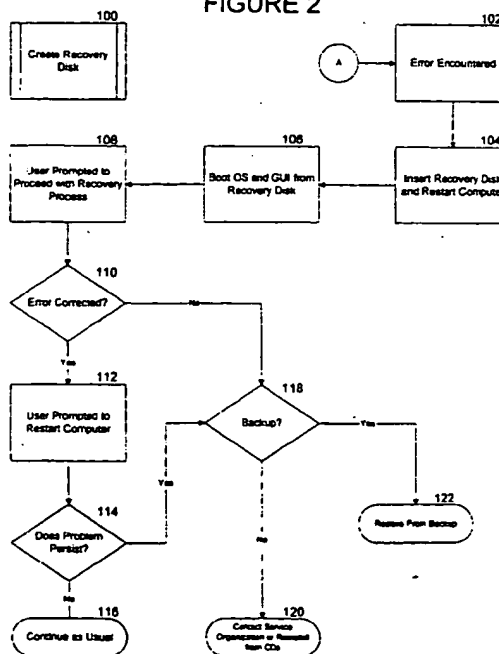 FIGURE 2
100
Create Recovery
Disk
A
102
Error Encountered
108
User Prompted to
Proceed with Recovery
Process
106
Boot OS and GUI from
Recovery Disk
104
Insert Recovery Disk
and Restart Computer
110
Error Corrected?
No
Yes
112
User Prompted to
Restart Computer
118
Backup?
Yes
Yes
No
114
Does Problem
Persist?
No
122
Restore From Backup
116
Continue as Usual
120
Contact Service
Organization or
from CDs